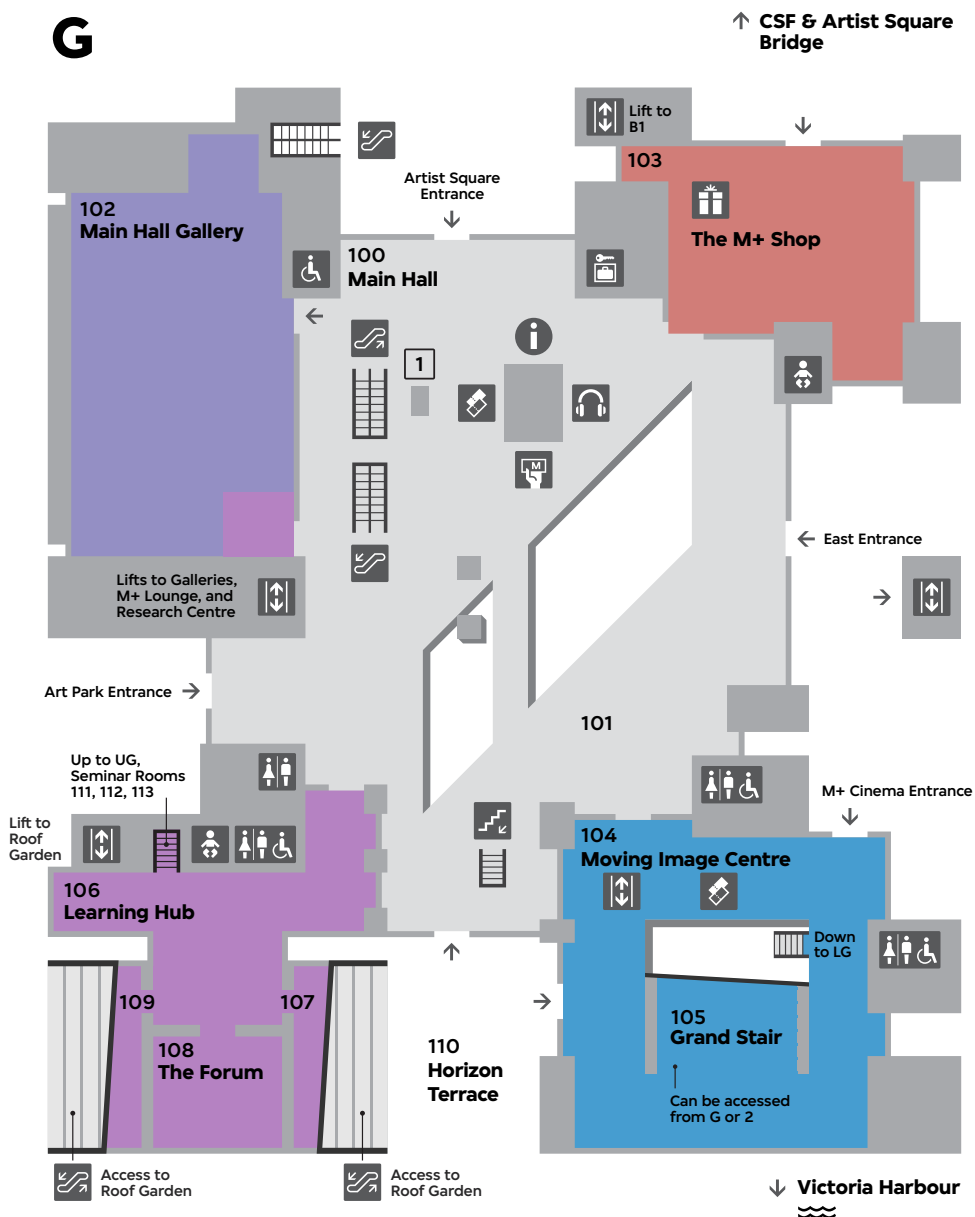 G
CSF & Artist Square
Bridge
Lift to
B1
103
The M+ Shop
Artist Square
Entrance
102
Main Hall Gallery
100
Main Hall
1
M
East Entrance
Lifts to Galleries,
M+ Lounge, and
Research Centre
Art Park Entrance
101
Up to UG,
Seminar Rooms
111, 112, 113
Lift to
Roof
Garden
M+ Cinema Entrance
104
Moving Image Centre
106
Learning Hub
Down
to LG
109
107
105
Grand Stair
108
The Forum
110
Horizon
Terrace
Can be accessed
from G or 2
Access to
Roof Garden
Access to
Roof Garden
Victoria Harbour